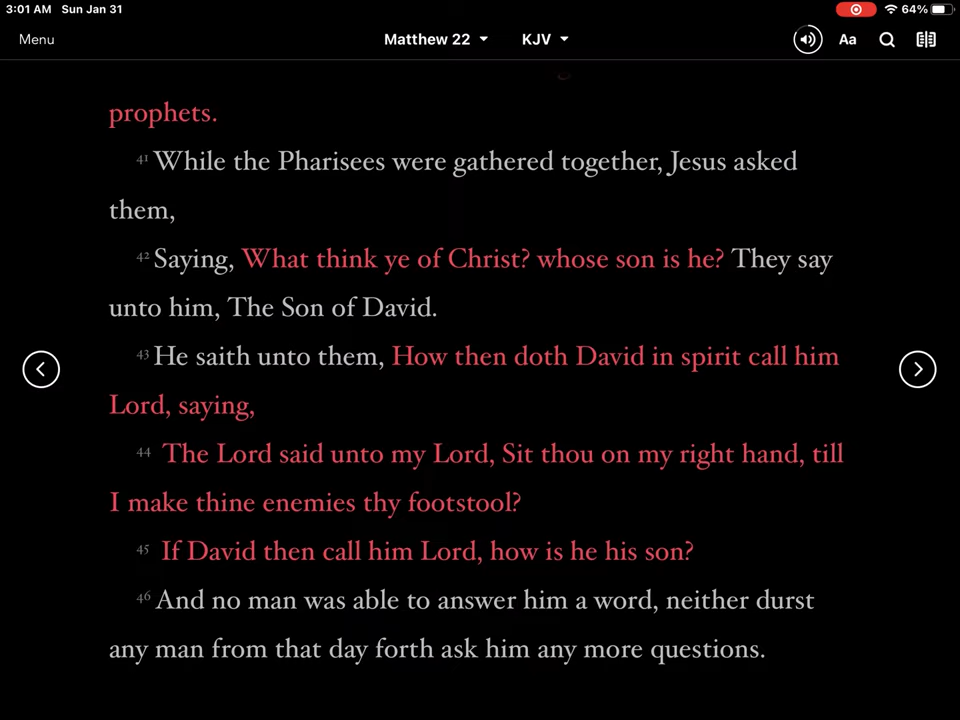 3:01 AM Sun Jan 31 64%
Menu Matthew 22 KJV Aa
prophets.
41 While the Pharisees were gathered together, Jesus asked
them,
42 Saying, What think ye of Christ? whose son is he? They say
unto him, The Son of David.
43 He saith unto them, How then doth David in spirit call him
Lord, saying,
44 The Lord said unto my Lord, Sit thou on my right hand, till
I make thine enemies thy footstool?
45 If David then call him Lord, how is he his son?
46 And no man was able to answer him a word, neither durst
any man from that day forth ask him any more questions.